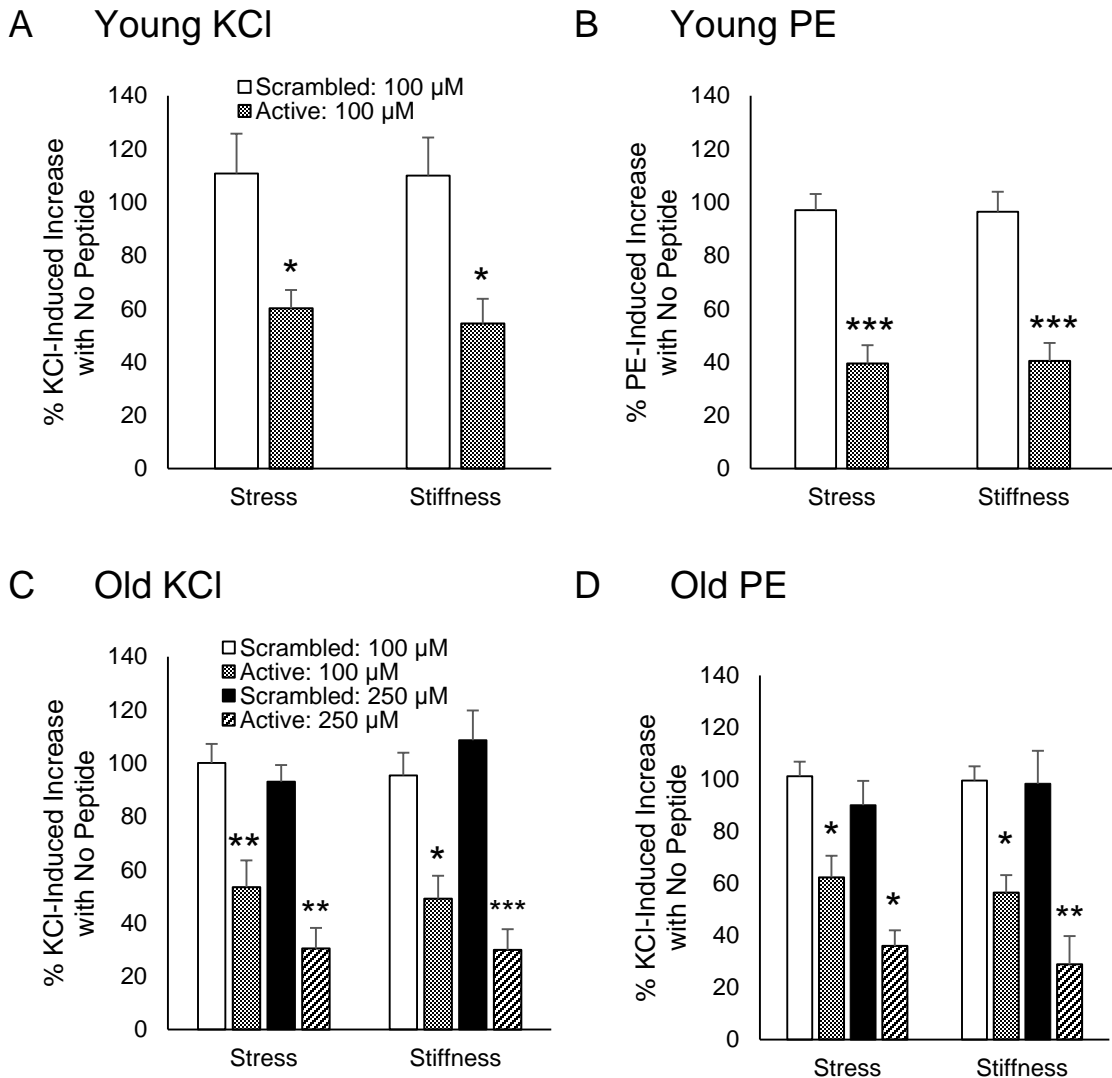 A Young KCl
Scrambled: 100 µM
Active: 100 µM
% KCl-Induced Increase
with No Peptide
140
120
100
80
60
40
20
0
*
*
Stress
Stiffness
B Young PE
% PE-Induced Increase
with No Peptide
140
120
100
80
60
40
20
0
***
***
Stress
Stiffness
C Old KCl
Scrambled: 100 µM
Active: 100 µM
Scrambled: 250 µM
Active: 250 µM
% KCl-Induced Increase
with No Peptide
140
120
100
80
60
40
20
0
**
**
*
***
Stress
Stiffness
D Old PE
% KCl-Induced Increase
with No Peptide
140
120
100
80
60
40
20
0
*
*
*
**
Stress
Stiffness